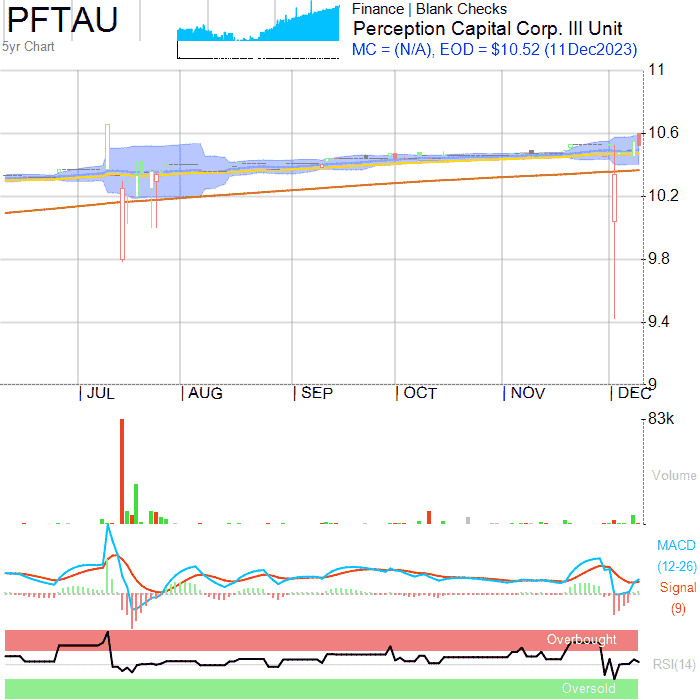 PFTAU
5yr Chart
Finance | Blank Checks
Perception Capital Corp. III Unit
MC = (N/A), EOD = $10.52 (11Dec2023)
11
10.6
10.2
9.8
9.4
9
JUL AUG SEP OCT NOV DEC
83k
Volume
MACD
(12-26)
Signal
(9)
Overbought
RSI(14)
Oversold